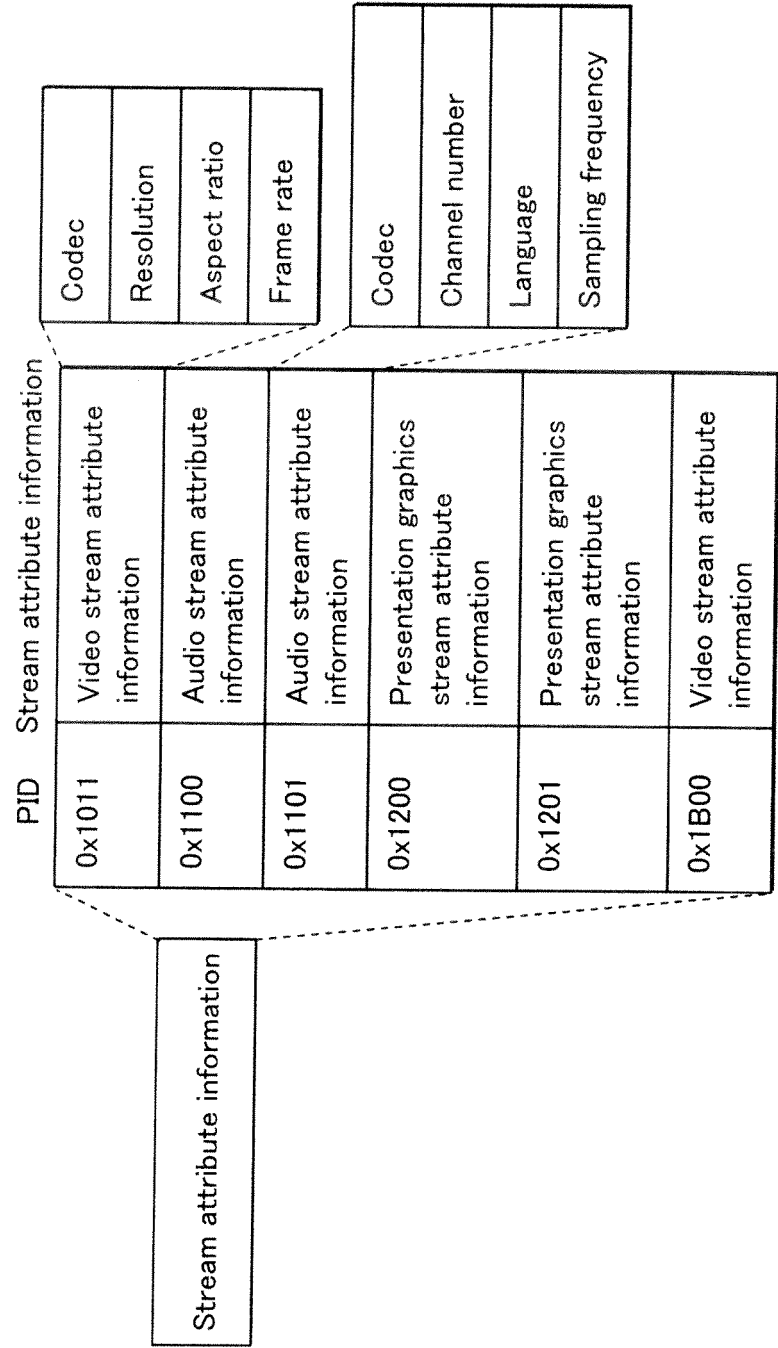 Stream attribute information
PID
Stream attribute information
0x1011
Video stream attribute
information
0x1100
Audio stream attribute
information
0x1101
Audio stream attribute
information
0x1200
Presentation graphics
stream attribute
information
0x1201
Presentation graphics
stream attribute
information
0x1B00
Video stream attribute
information
Codec
Resolution
Aspect ratio
Frame rate
Codec
Channel number
Language
Sampling frequency